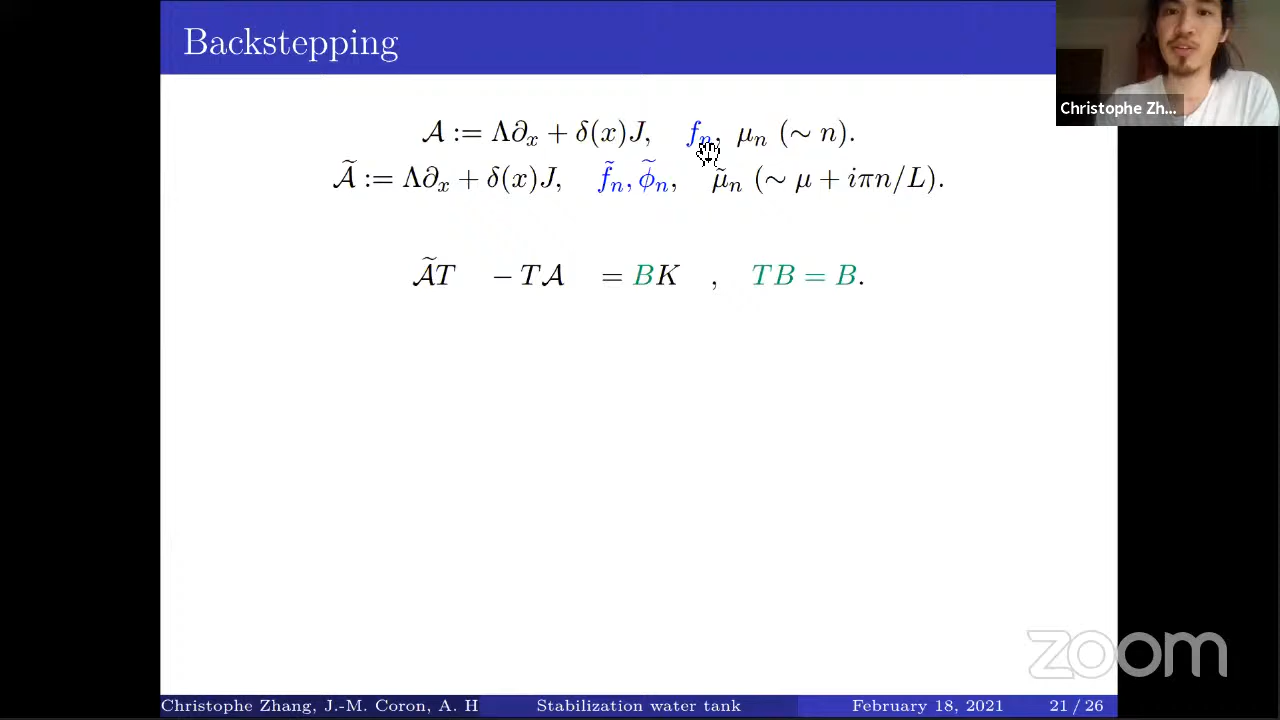 Backstepping
Christophe Zh...
𝒜 := Λ∂ₓ + δ(x)J, fₙ, μₙ (∼ n).
𝒜̃ := Λ∂ₓ + δ(x)J, f̃ₙ, ϕ̃ₙ, μ̃ₙ (∼ μ + iπn/L).
𝒜̃T − T𝒜 = BK , TB = B.
zoom
Christophe Zhang, J.-M. Coron, A. H Stabilization water tank February 18, 2021 21 / 26